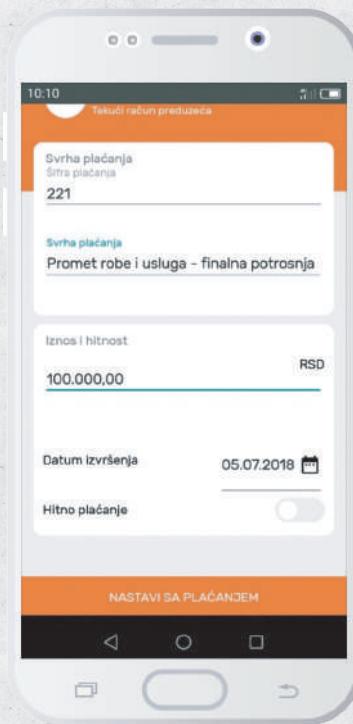 10:10
Tekući račun preduzeća
Svrha plaćanja
Šifra plaćanja
221
Svrha plaćanja
Promet robe i usluga - finalna potrosnja
Iznos i hitnost
RSD
100.000,00
Datum izvršenja
05.07.2018
Hitno plaćanje
NASTAVI SA PLAĆANJEM